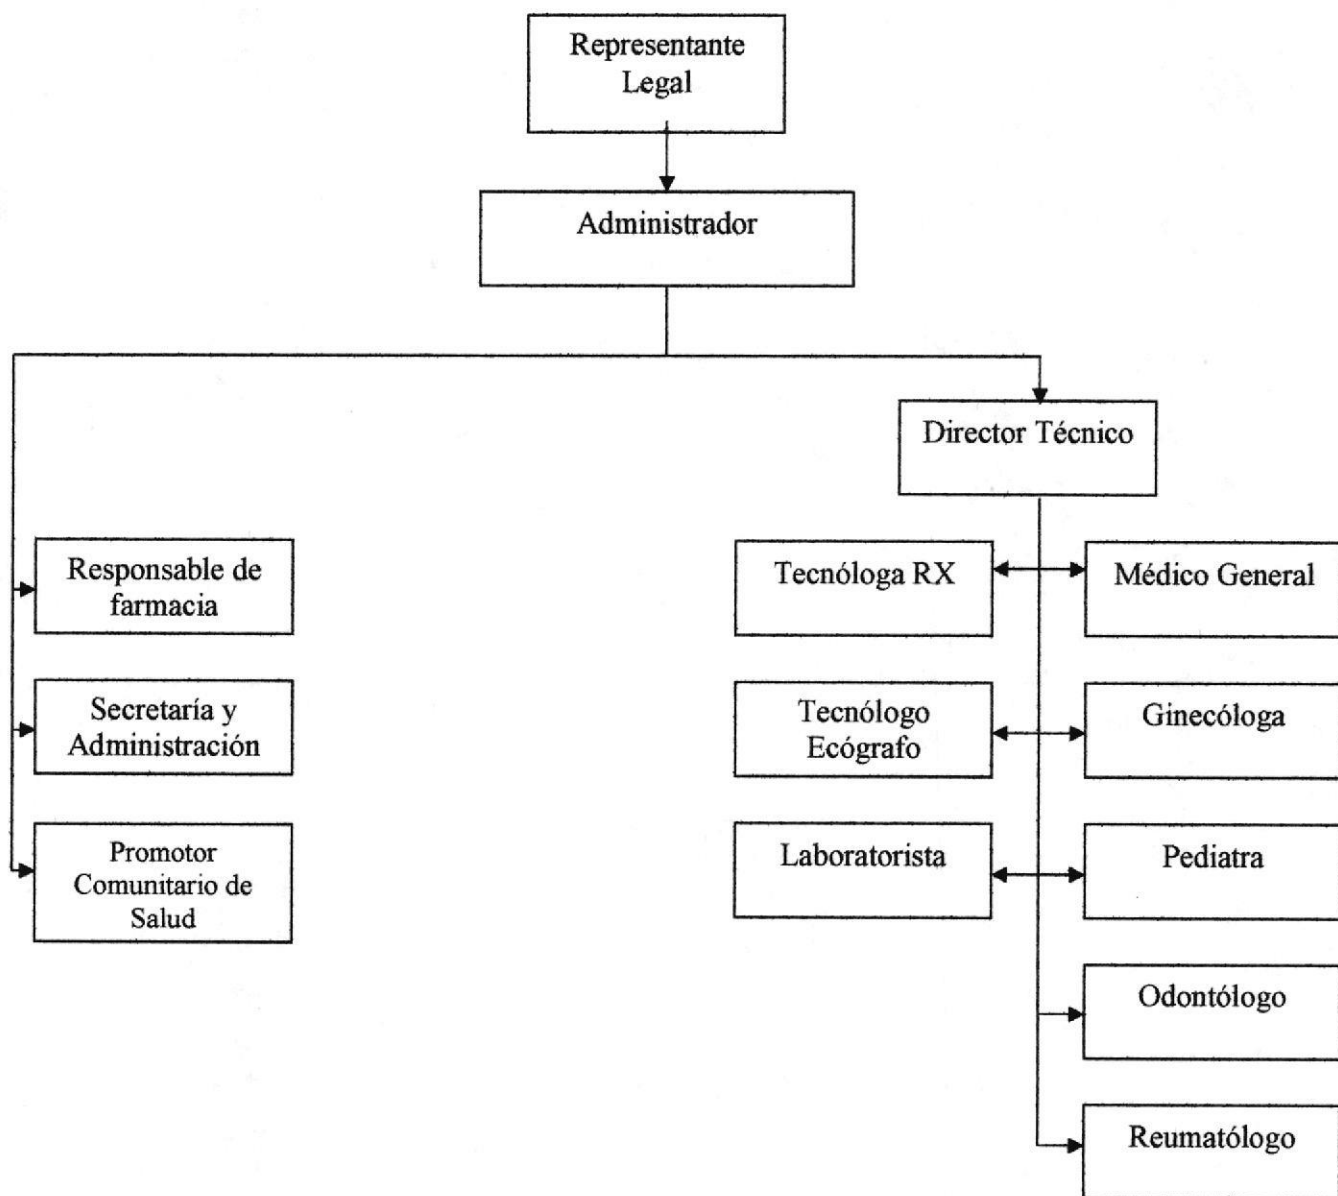 Representante
Legal
Administrador
Director Técnico
Responsable de
farmacia
Tecnóloga RX
Médico General
Secretaría y
Administración
Tecnólogo
Ecógrafo
Ginecóloga
Promotor
Comunitario de
Salud
Laboratorista
Pediatra
Odontólogo
Reumatólogo